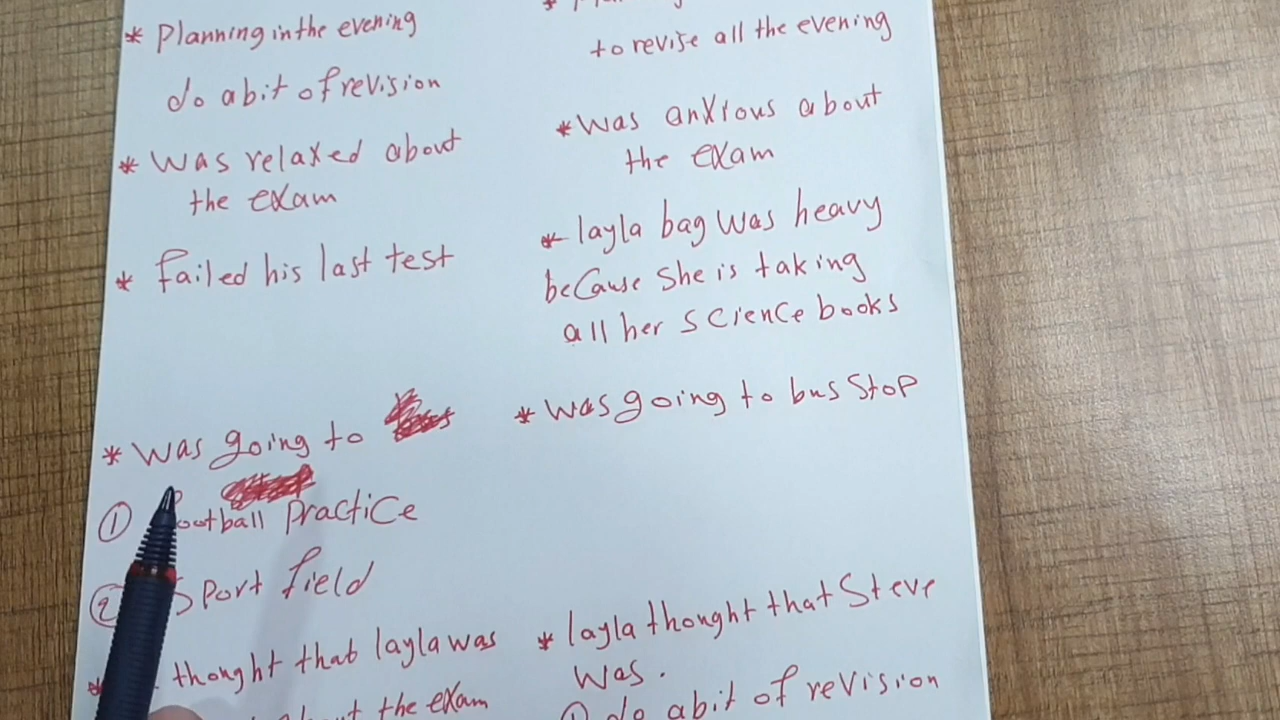 * Planning in the evening
do a bit of revision
* was relaxed about
the exam
* failed his last test
* was going to
① football practice
② Sport field
* thought that layla was
the exam
to revise all the evening
* was anxious about
the exam
* layla bag was heavy
because she is taking
all her science books
* was going to bus stop
* layla thought that Steve
was.
① do a bit of revision